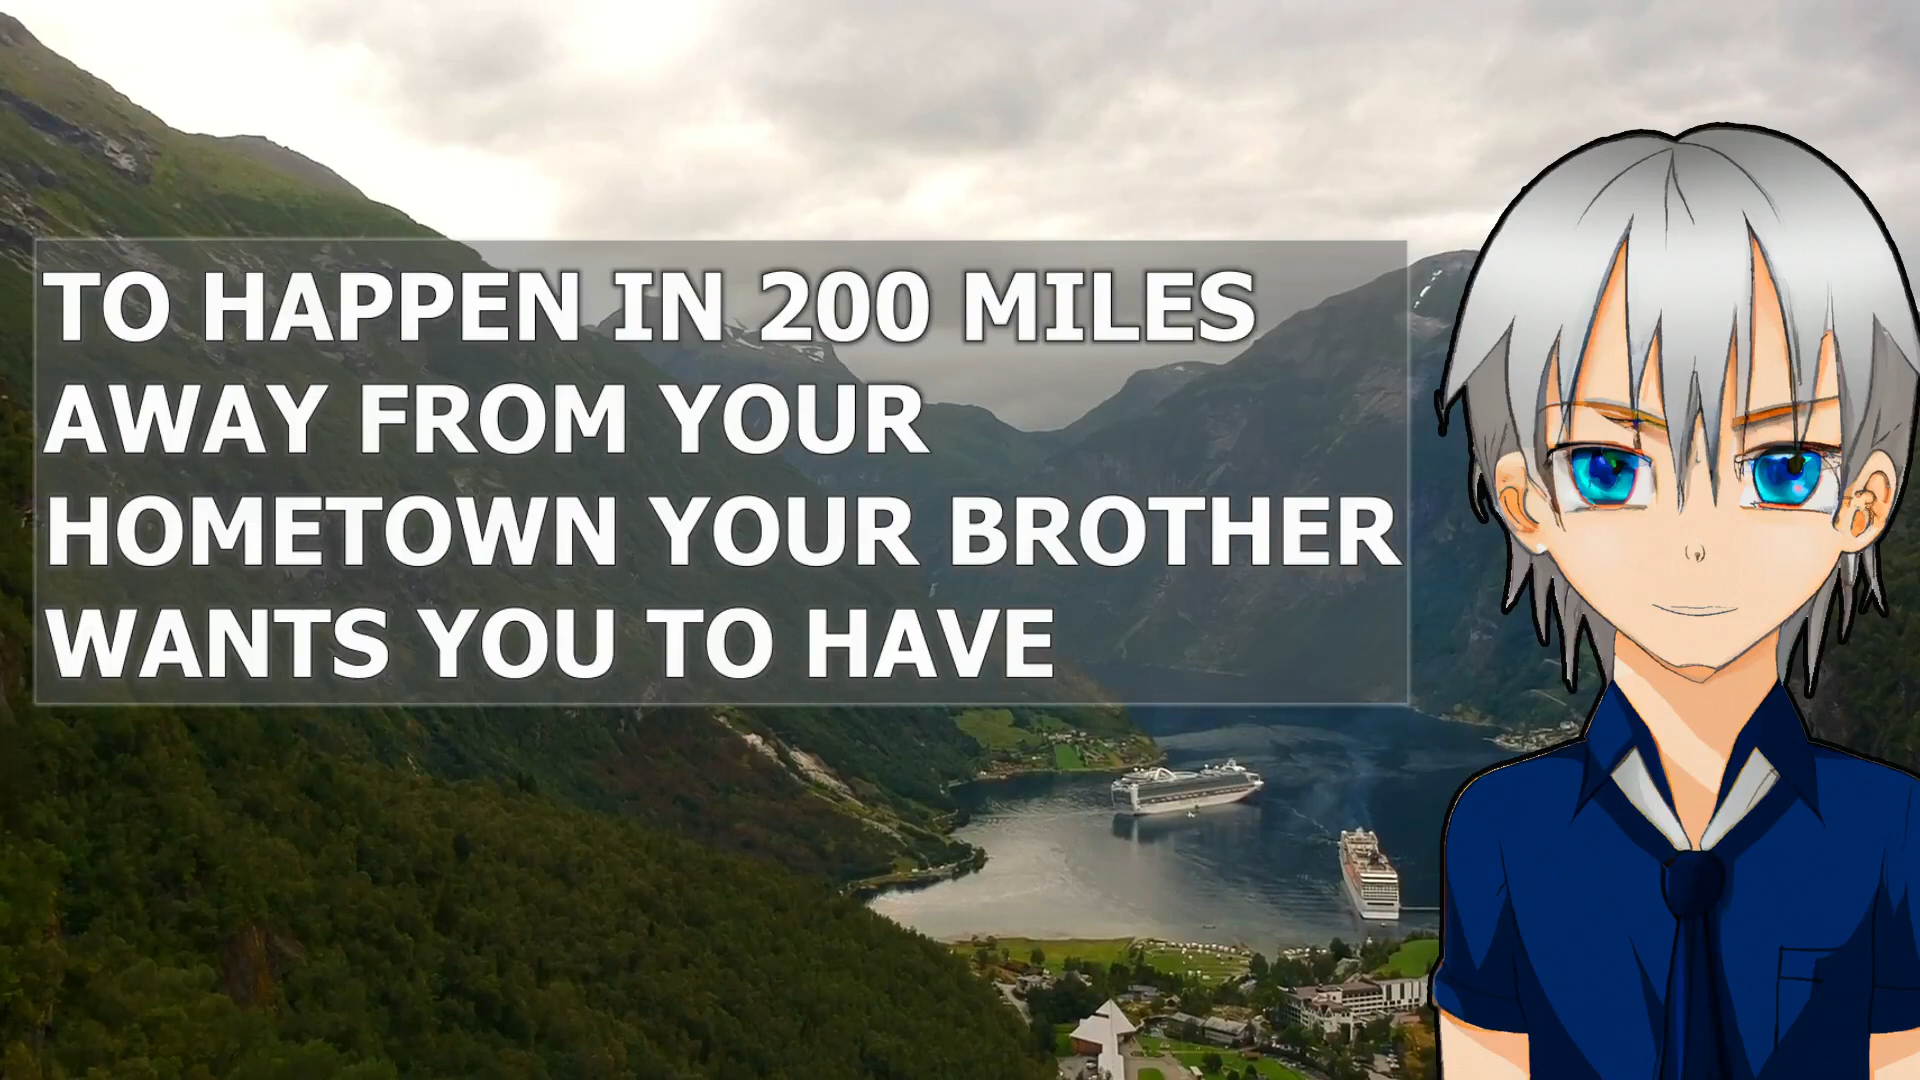 TO HAPPEN IN 200 MILES
AWAY FROM YOUR
HOMETOWN YOUR BROTHER
WANTS YOU TO HAVE